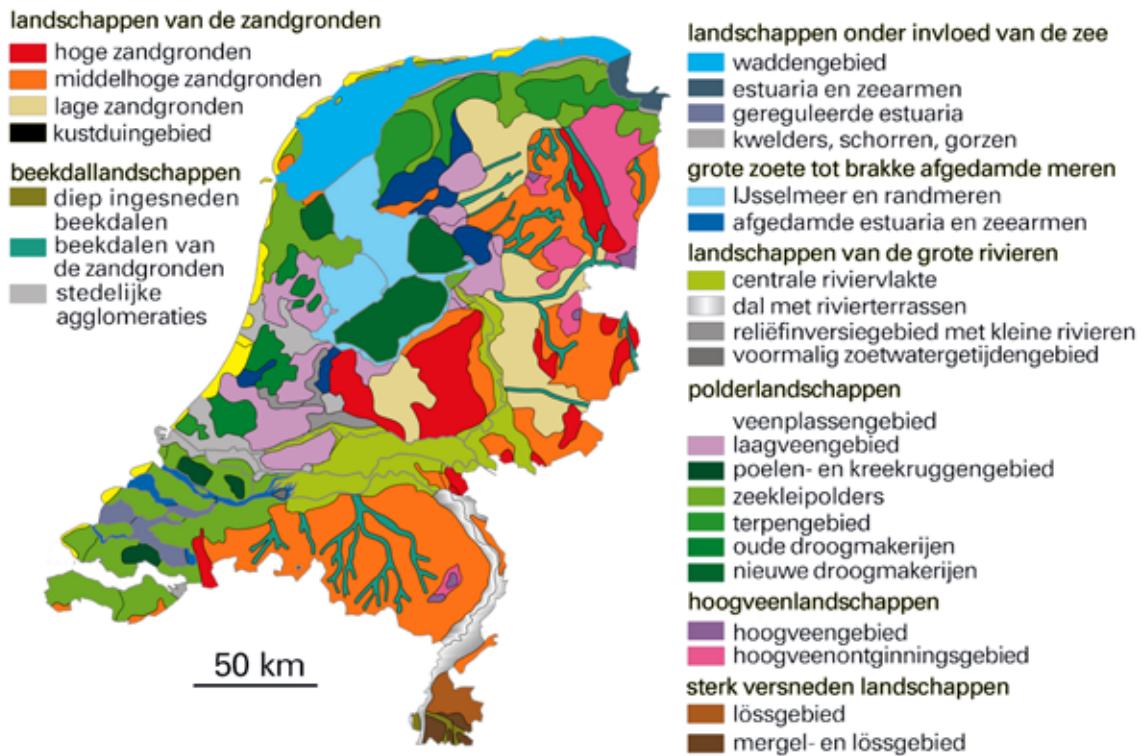 landschappen van de zandgronden
hoge zandgronden
middelhoge zandgronden
lage zandgronden
kustduingebied
beekdallandschappen
diep ingesneden
beekdalen
beekdalen van
de zandgronden
stedelijke
agglomeraties
50 km
landschappen onder invloed van de zee
waddengebied
estuaria en zeearmen
gereguleerde estuaria
kwelders, schorren, gorzen
grote zoete tot brakke afgedamde meren
IJsselmeer en randmeren
afgedamde estuaria en zeearmen
landschappen van de grote rivieren
centrale riviervlakte
dal met rivierterrassen
reliëfinversiegebied met kleine rivieren
voormalig zoetwatergetijdengebied
polderlandschappen
veenplassengebied
laagveengebied
poelen- en kreekruggengebied
zeekleipolders
terpengebied
oude droogmakerijen
nieuwe droogmakerijen
hoogveenlandschappen
hoogveengebied
hoogveenontginningsgebied
sterk versneden landschappen
lössgebied
mergel- en lössgebied